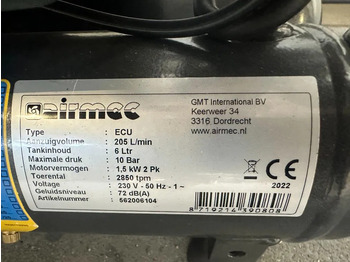 airmec
GMT International BV
Keerweer 34
3316 Dordrecht
www.airmec.nl
Type : ECU
Aanzuigvolume : 205 L/min
Tankinhoud : 6 Ltr
Maximale druk : 10 Bar
Motorvermogen : 1,5 kW 2 Pk
Toerental : 2850 tpm
Voltage : 230 V - 50 Hz - 1 ~
Geluidsniveau : 72 dB(A)
Artikelnummer : 562006104
CE
2022
8719214390808